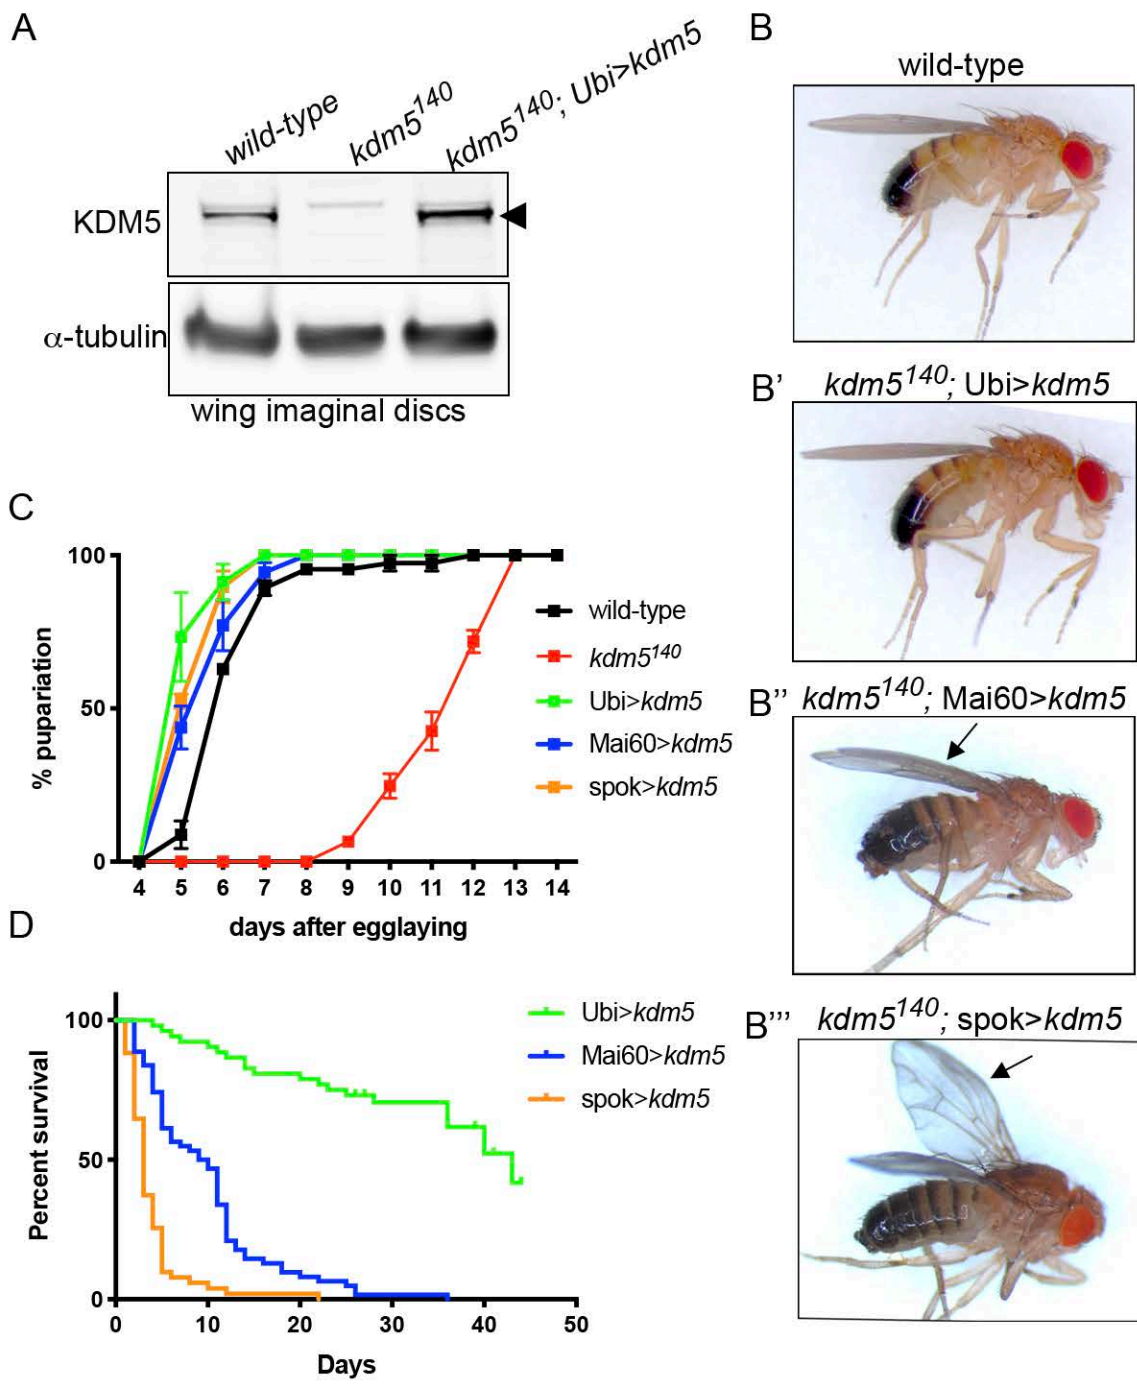 A
wild-type
kdm5140
kdm5140; Ubi>kdm5
KDM5
α-tubulin
wing imaginal discs
B
wild-type
B' kdm5140; Ubi>kdm5
B'' kdm5140; Mai60>kdm5
B''' kdm5140; spok>kdm5
C
% pupariation
100
50
0
4 5 6 7 8 9 10 11 12 13 14
days after egglaying
wild-type
kdm5140
Ubi>kdm5
Mai60>kdm5
spok>kdm5
D
Percent survival
100
50
0
0 10 20 30 40 50
Days
Ubi>kdm5
Mai60>kdm5
spok>kdm5